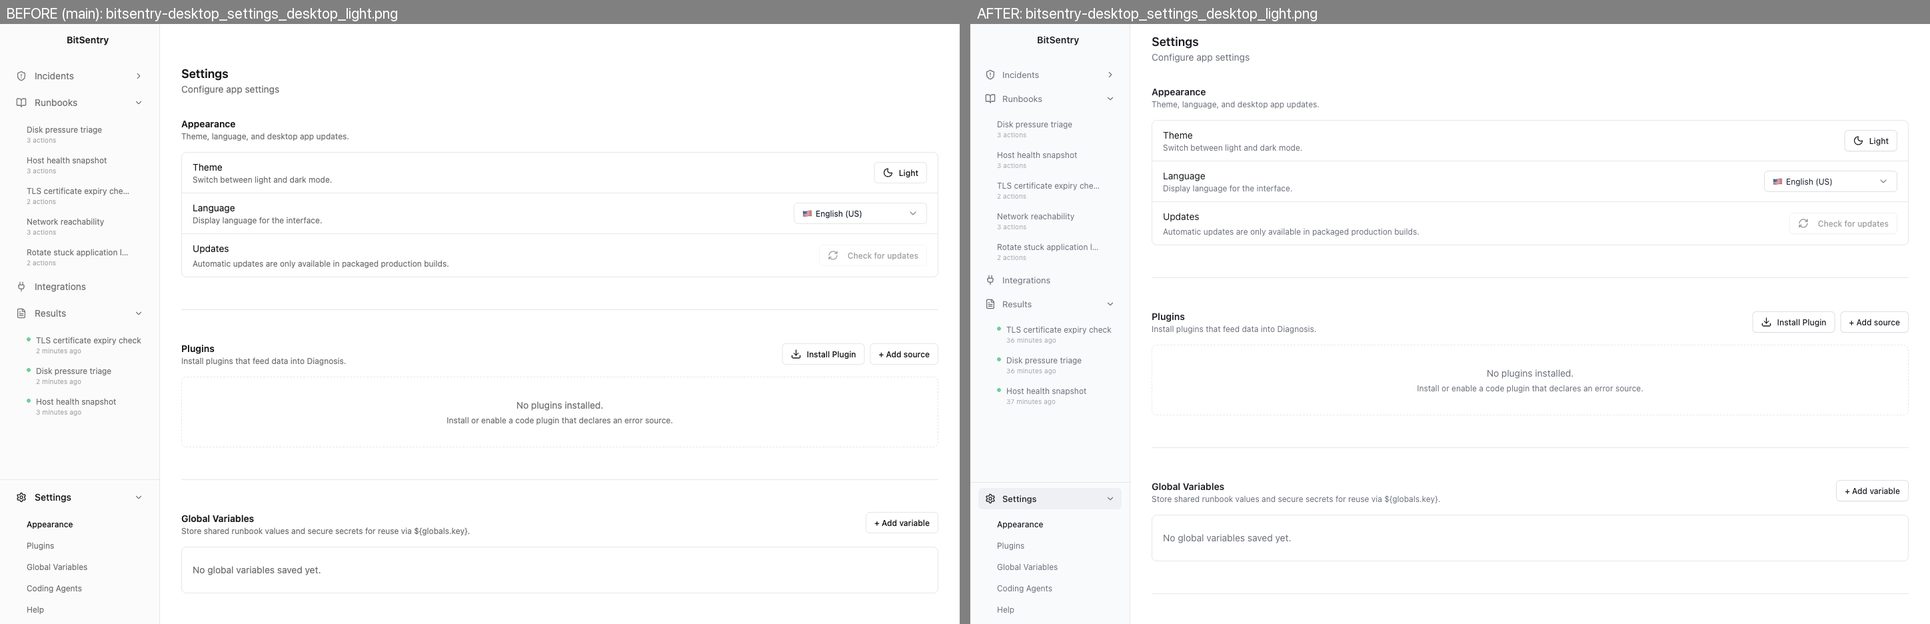 BEFORE (main): bitsentry-desktop_settings_desktop_light.png
BitSentry
Incidents
Runbooks
Disk pressure triage
3 actions
Host health snapshot
3 actions
TLS certificate expiry che...
2 actions
Network reachability
3 actions
Rotate stuck application l...
2 actions
Integrations
Results
TLS certificate expiry check
2 minutes ago
Disk pressure triage
2 minutes ago
Host health snapshot
3 minutes ago
Settings
Appearance
Plugins
Global Variables
Coding Agents
Help
Settings
Configure app settings
Appearance
Theme, language, and desktop app updates.
Theme
Switch between light and dark mode.
Light
Language
Display language for the interface.
English (US)
Updates
Automatic updates are only available in packaged production builds.
Check for updates
Plugins
Install plugins that feed data into Diagnosis.
Install Plugin
+ Add source
No plugins installed.
Install or enable a code plugin that declares an error source.
Global Variables
Store shared runbook values and secure secrets for reuse via ${globals.key}.
+ Add variable
No global variables saved yet.
AFTER: bitsentry-desktop_settings_desktop_light.png
BitSentry
Incidents
Runbooks
Disk pressure triage
3 actions
Host health snapshot
3 actions
TLS certificate expiry che...
2 actions
Network reachability
3 actions
Rotate stuck application l...
2 actions
Integrations
Results
TLS certificate expiry check
36 minutes ago
Disk pressure triage
36 minutes ago
Host health snapshot
37 minutes ago
Settings
Appearance
Plugins
Global Variables
Coding Agents
Help
Settings
Configure app settings
Appearance
Theme, language, and desktop app updates.
Theme
Switch between light and dark mode.
Light
Language
Display language for the interface.
English (US)
Updates
Automatic updates are only available in packaged production builds.
Check for updates
Plugins
Install plugins that feed data into Diagnosis.
Install Plugin
+ Add source
No plugins installed.
Install or enable a code plugin that declares an error source.
Global Variables
Store shared runbook values and secure secrets for reuse via ${globals.key}.
+ Add variable
No global variables saved yet.